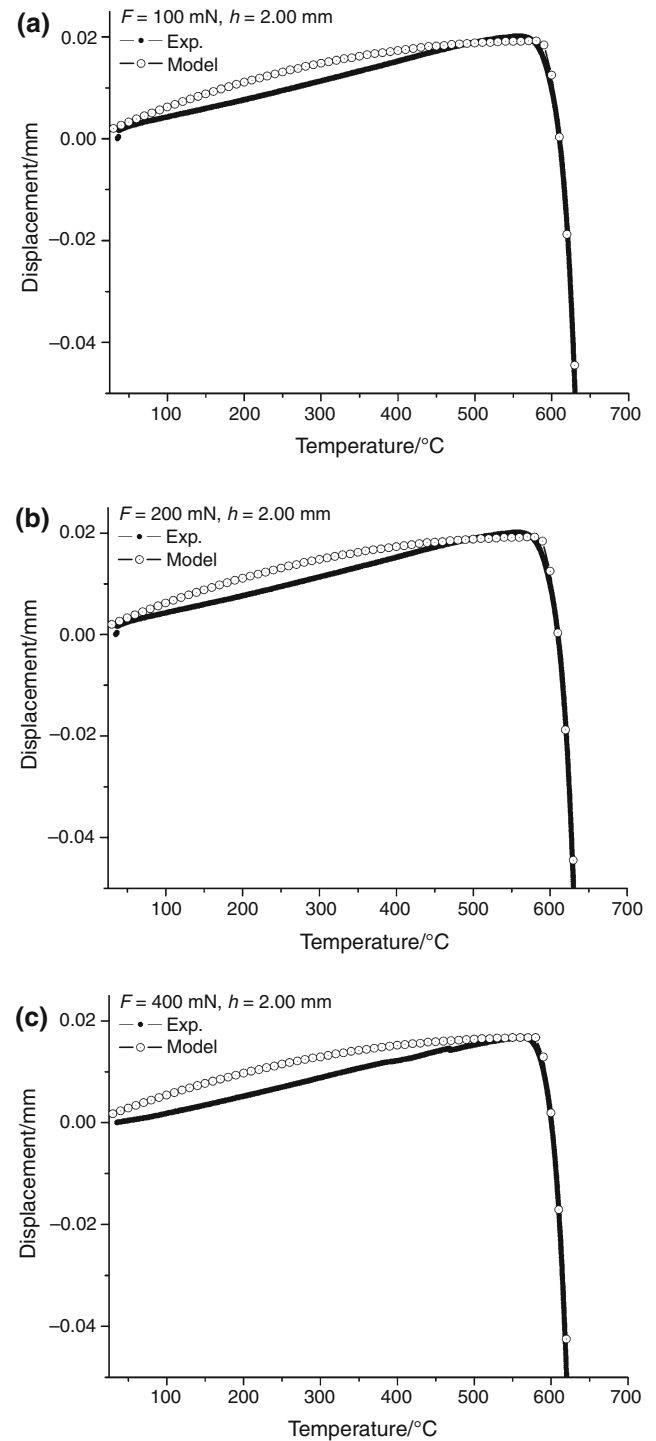 (a)
F = 100 mN, h = 2.00 mm
Exp.
Model
0.02
0.00
–0.02
–0.04
Displacement/mm
100 200 300 400 500 600 700
Temperature/°C
(b)
F = 200 mN, h = 2.00 mm
Exp.
Model
0.02
0.00
–0.02
–0.04
Displacement/mm
100 200 300 400 500 600 700
Temperature/°C
(c)
F = 400 mN, h = 2.00 mm
Exp.
Model
0.02
0.00
–0.02
–0.04
Displacement/mm
100 200 300 400 500 600 700
Temperature/°C